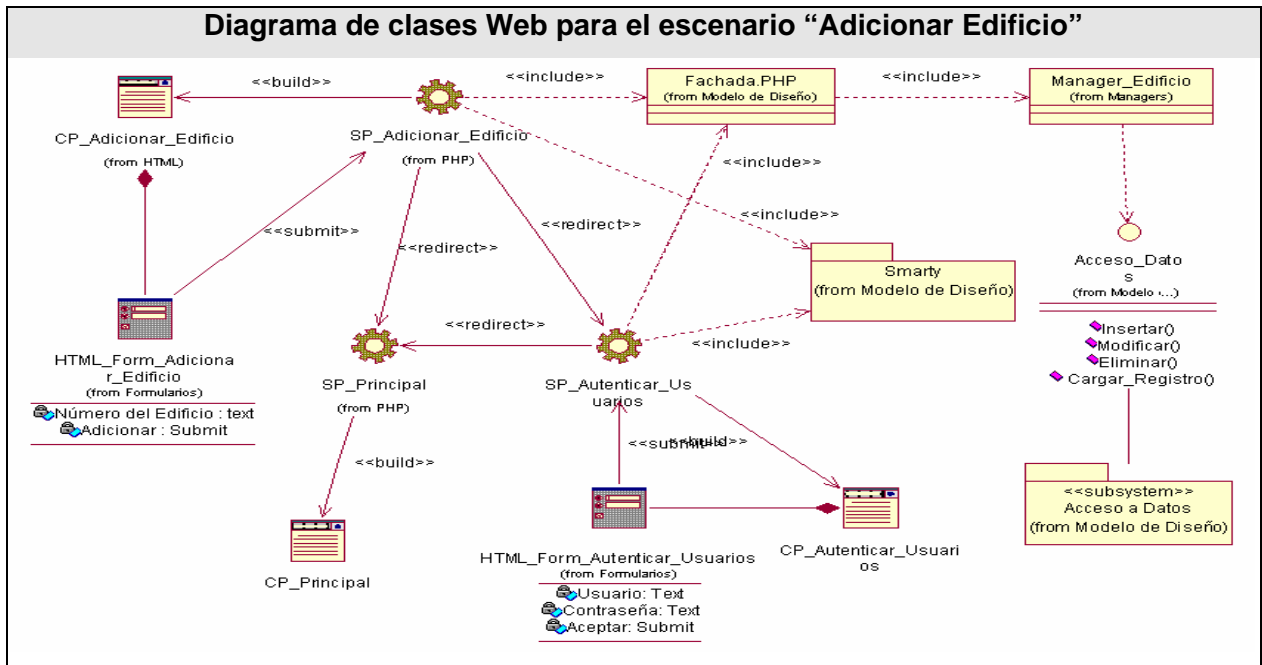 Diagrama de clases Web para el escenario “Adicionar Edificio”
<<build>>
<<include>>
Fachada.PHP
(from Modelo de Diseño)
<<include>>
Manager_Edificio
(from Managers)
CP_Adicionar_Edificio
(from HTML)
SP_Adicionar_Edificio
(from PHP)
<<include>>
<<submit>>
<<redirect>>
<<redirect>>
<<include>>
Smarty
(from Modelo de Diseño)
Acceso_Dato
s
(from Modelo ‹...)
Insertar()
Modificar()
Eliminar()
Cargar_Registro()
HTML_Form_Adiciona
r_Edificio
(from Formularios)
Número del Edificio : text
Adicionar : Submit
<<redirect>>
<<include>>
SP_Principal
(from PHP)
SP_Autenticar_Us
uarios
<<build>>
<<submit>>
<<build>>
<<subsystem>>
Acceso a Datos
(from Modelo de Diseño)
CP_Principal
HTML_Form_Autenticar_Usuarios
(from Formularios)
Usuario: Text
Contraseña: Text
Aceptar: Submit
CP_Autenticar_Usuari
os